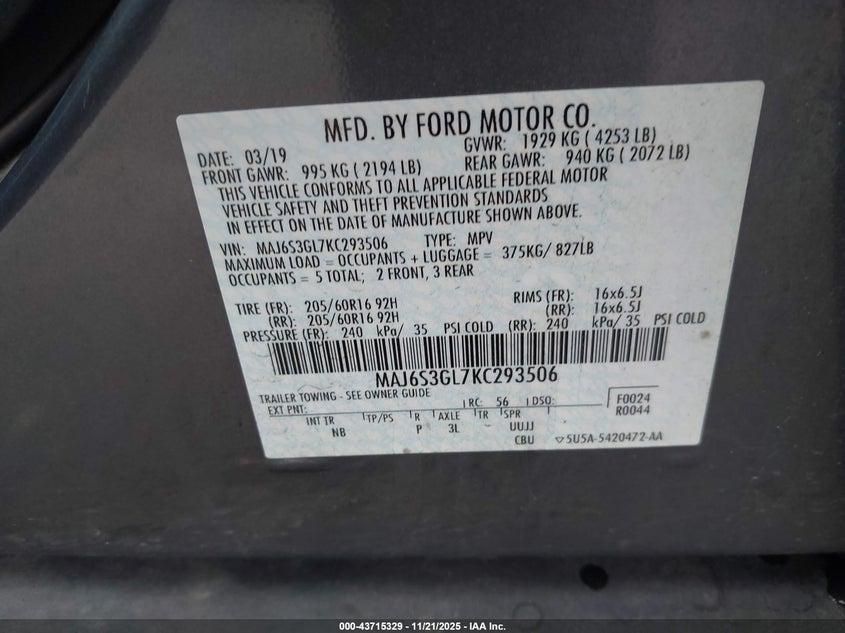 MFD. BY FORD MOTOR CO.
DATE: 03/19 GVWR: 1929 KG ( 4253 LB)
FRONT GAWR: 995 KG ( 2194 LB) REAR GAWR: 940 KG ( 2072 LB)
THIS VEHICLE CONFORMS TO ALL APPLICABLE FEDERAL MOTOR
VEHICLE SAFETY AND THEFT PREVENTION STANDARDS
IN EFFECT ON THE DATE OF MANUFACTURE SHOWN ABOVE.
VIN: MAJ6S3GL7KC293506 TYPE: MPV
MAXIMUM LOAD = OCCUPANTS + LUGGAGE = 375KG/ 827LB
OCCUPANTS = 5 TOTAL; 2 FRONT, 3 REAR
TIRE (FR): 205/60R16 92H RIMS (FR): 16x6.5J
(RR): 205/60R16 92H (RR): 16x6.5J
PRESSURE (FR): 240 kPa/ 35 PSI COLD (RR): 240 kPa/ 35 PSI COLD
MAJ6S3GL7KC293506
TRAILER TOWING - SEE OWNER GUIDE
EXT PNT: RC: 56 DSO: F0024
R0044
INT TR TP/PS R AXLE TR SPR
NB P 3L UUJJ
CBU 5U5A-5420472-AA
000-43715329 - 11/21/2025 - IAA Inc.